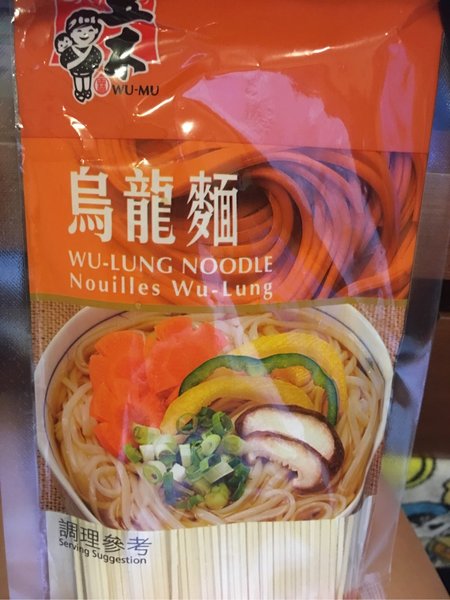 五木
WU-MU
烏龍麵
WU-LUNG NOODLE
Nouilles Wu-Lung
調理參考
Serving Suggestion